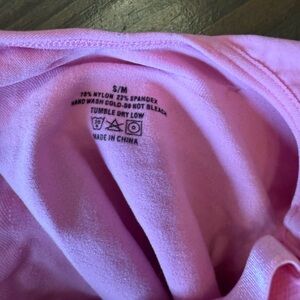 S/M
78% NYLON 22% SPANDEX
HAND WASH COLD-DO NOT BLEACH
TUMBLE DRY LOW
MADE IN CHINA